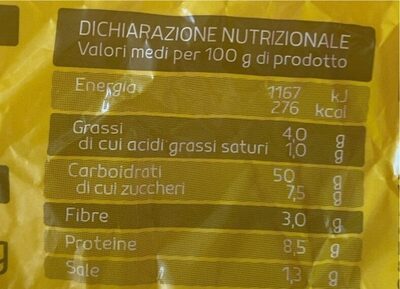 DICHIARAZIONE NUTRIZIONALE
Valori medi per 100 g di prodotto
Energia 1167 kJ
276 kcal
Grassi 4,0 g
di cui acidi grassi saturi 1,0 g
Carboidrati 50 g
di cui zuccheri 7,5 g
Fibre 3,0 g
Proteine 8,5 g
Sale 1,3 g